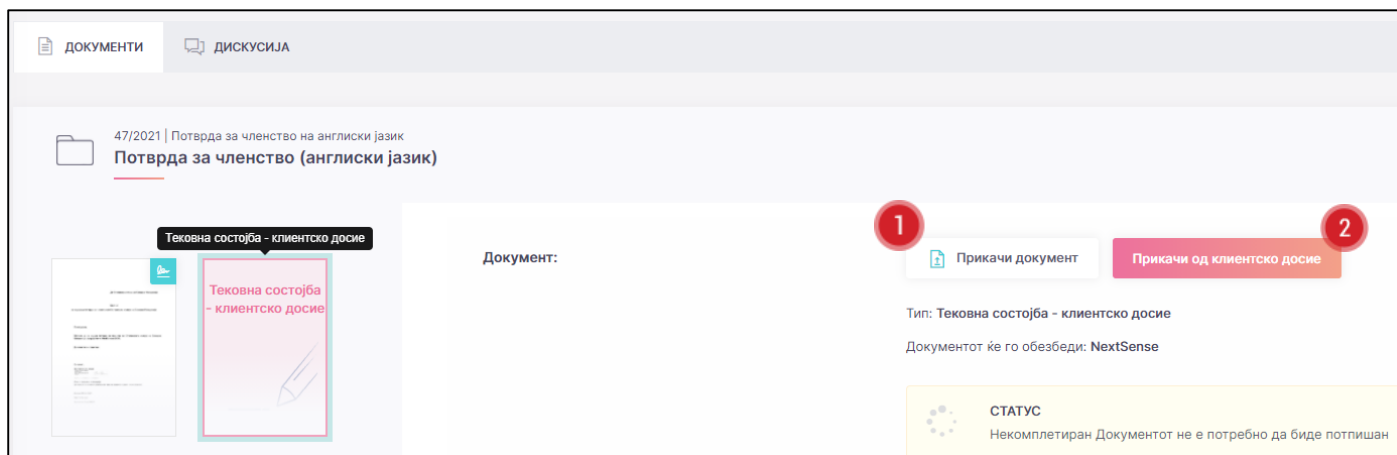 ДОКУМЕНТИ
ДИСКУСИЈА
47/2021 | Потврда за членство на англиски јазик
Потврда за членство (англиски јазик)
Тековна состојба - клиентско досие
Тековна состојба
- клиентско досие
Документ:
1
2
Прикачи документ
Прикачи од клиентско досие
Тип: Тековна состојба - клиентско досие
Документот ќе го обезбеди: NextSense
СТАТУС
Некомплетиран Документот не е потребно да биде потпишан